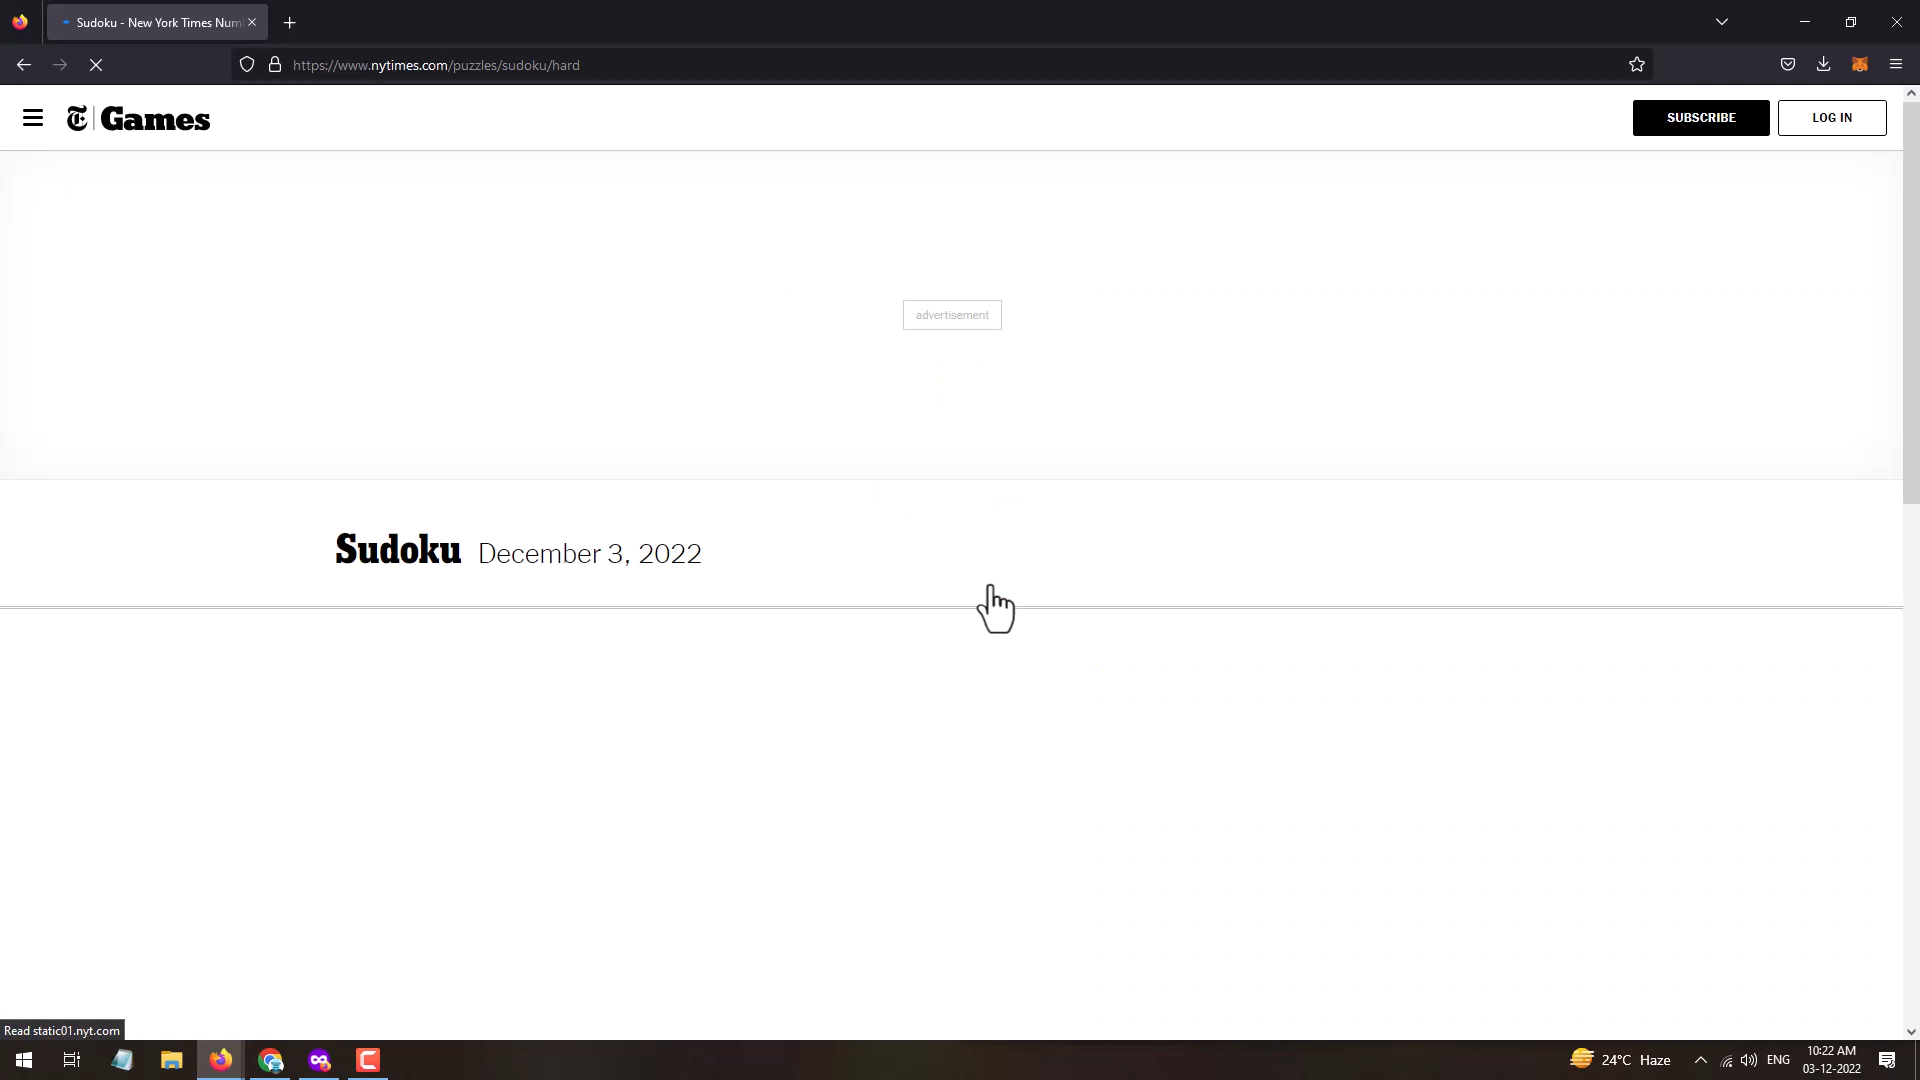 Sudoku - New York Times Num
https://www.nytimes.com/puzzles/sudoku/hard
T Games
SUBSCRIBE
LOG IN
advertisement
Sudoku December 3, 2022
Read static01.nyt.com
24°C Haze
ENG
10:22 AM
03-12-2022